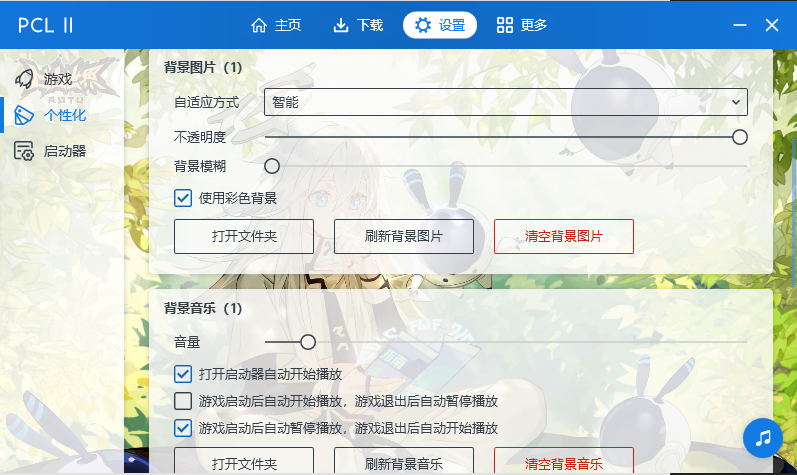 PCL II
主页 下载 设置 更多
游戏
个性化
启动器
背景图片（1）
自适应方式 智能
不透明度
背景模糊
使用彩色背景
打开文件夹 刷新背景图片 清空背景图片
背景音乐（1）
音量
打开启动器自动开始播放
游戏启动后自动开始播放，游戏退出后自动暂停播放
游戏启动后自动暂停播放，游戏退出后自动开始播放
打开文件夹 刷新背景音乐 清空背景音乐